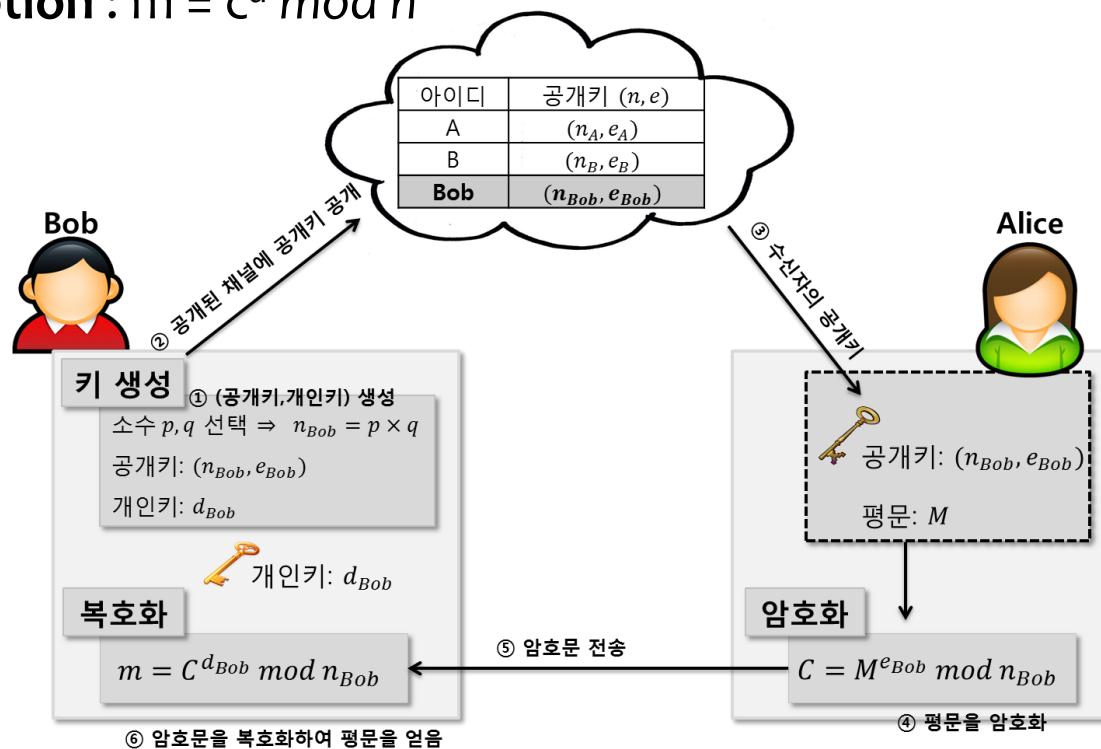 tion : m = cᵈ mod n
아이디 공개키 (n, e)
A (n_A, e_A)
B (n_B, e_B)
Bob (n_Bob, e_Bob)
Bob
Alice
② 공개된 채널에 공개키 공개
③ 수신자의 공개키
키 생성
① (공개키,개인키) 생성
소수 p, q 선택 ⇒ n_Bob = p × q
공개키: (n_Bob, e_Bob)
개인키: d_Bob
개인키: d_Bob
공개키: (n_Bob, e_Bob)
평문: M
복호화
m = C^{d_Bob} mod n_Bob
⑤ 암호문 전송
암호화
C = M^{e_Bob} mod n_Bob
④ 평문을 암호화
⑥ 암호문을 복호화하여 평문을 얻음